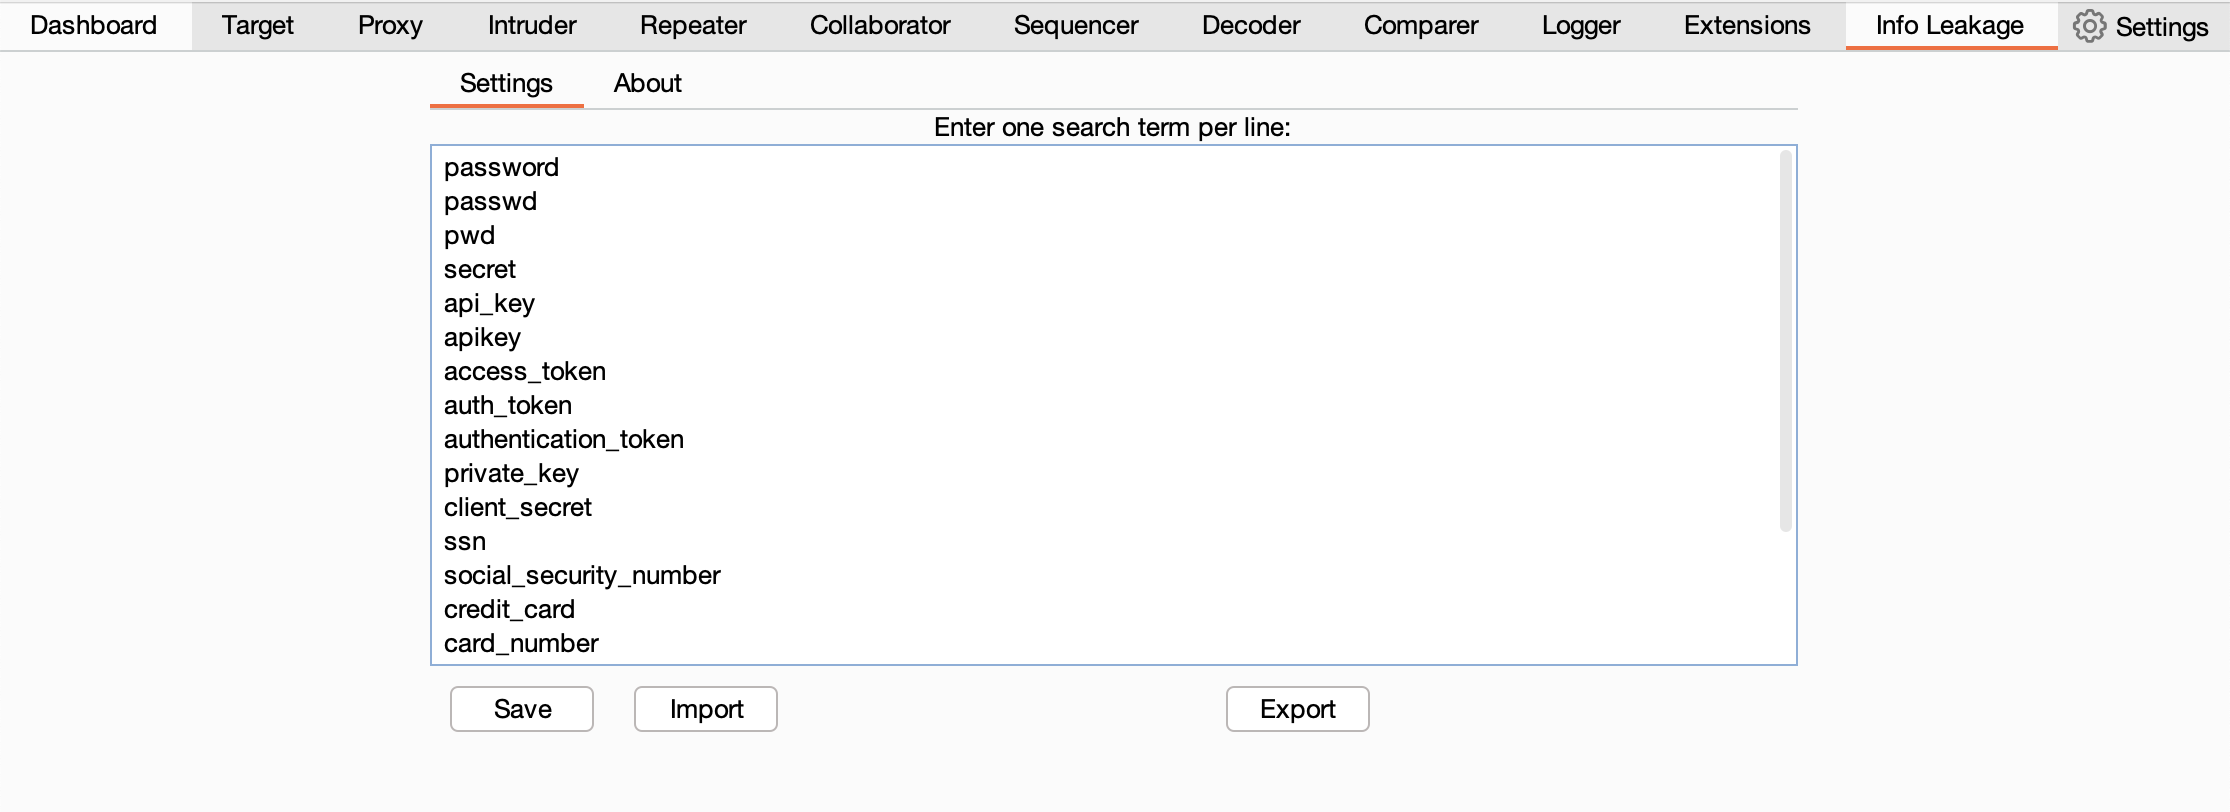 Dashboard Target Proxy Intruder Repeater Collaborator Sequencer Decoder Comparer Logger Extensions Info Leakage Settings
Settings About
Enter one search term per line:
password
passwd
pwd
secret
api_key
apikey
access_token
auth_token
authentication_token
private_key
client_secret
ssn
social_security_number
credit_card
card_number
Save Import Export